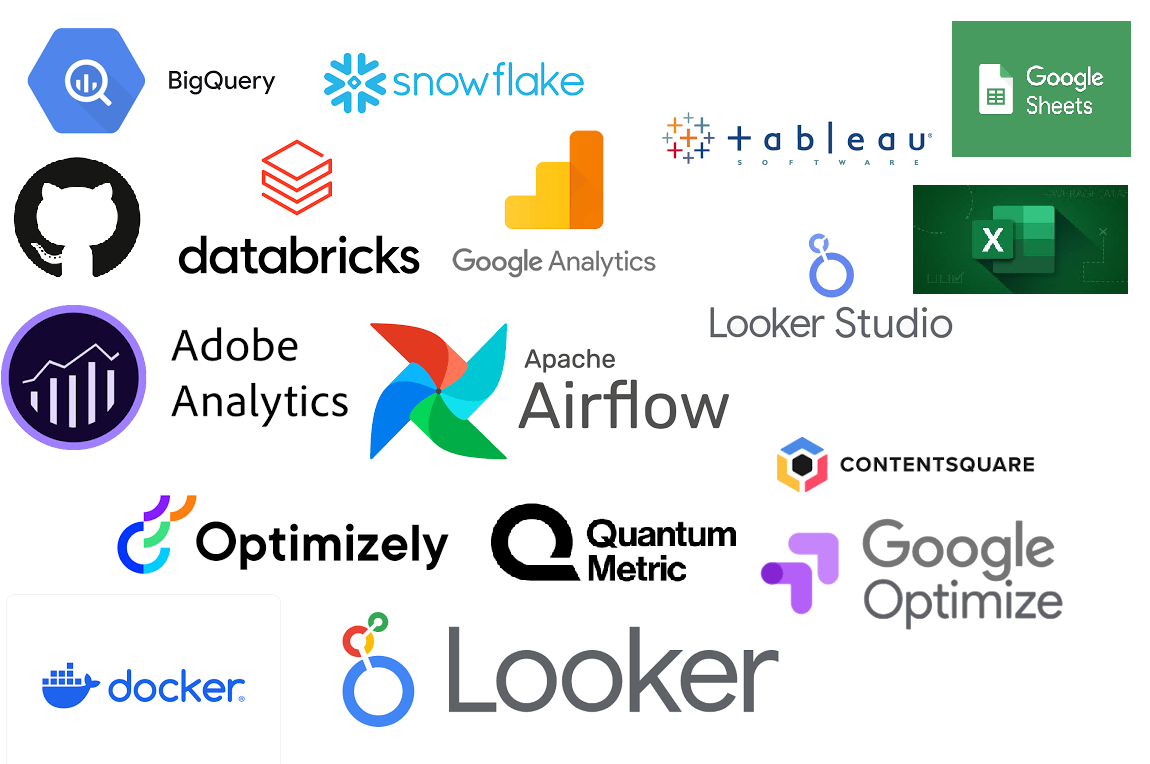 BigQuery
snowflake
Google
Sheets
+ableau®
SOFTWARE
databricks
Google Analytics
X
Looker Studio
Adobe
Analytics
Apache
Airflow
CONTENTSQUARE
Optimizely
Quantum
Metric
Google
Optimize
docker®
Looker